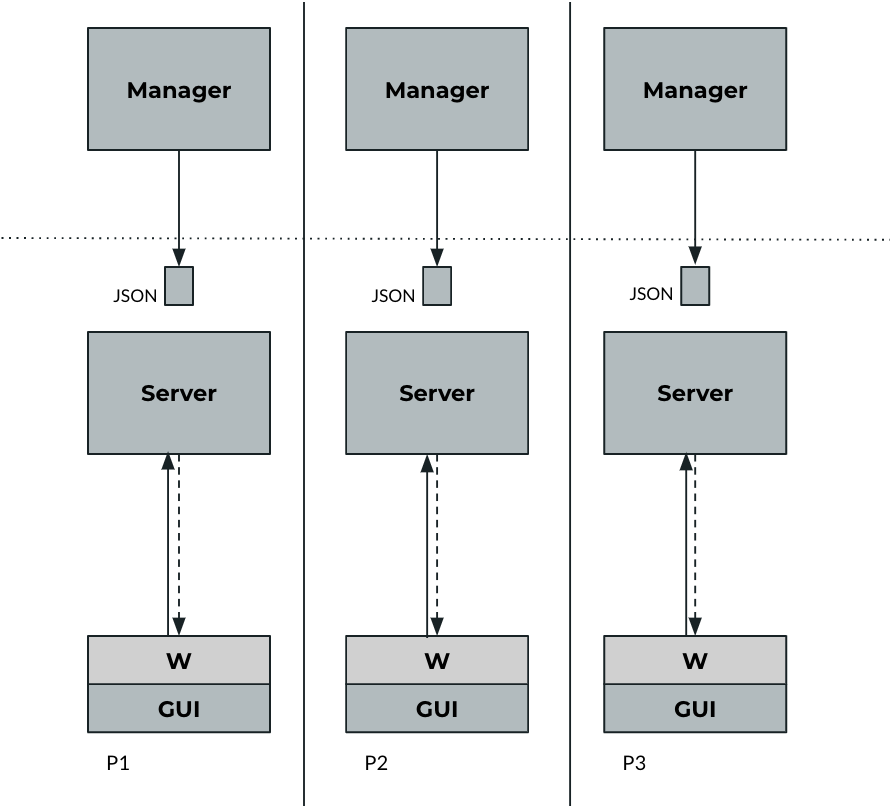 Manager
Manager
Manager
JSON
JSON
JSON
Server
Server
Server
W
W
W
GUI
GUI
GUI
P1
P2
P3